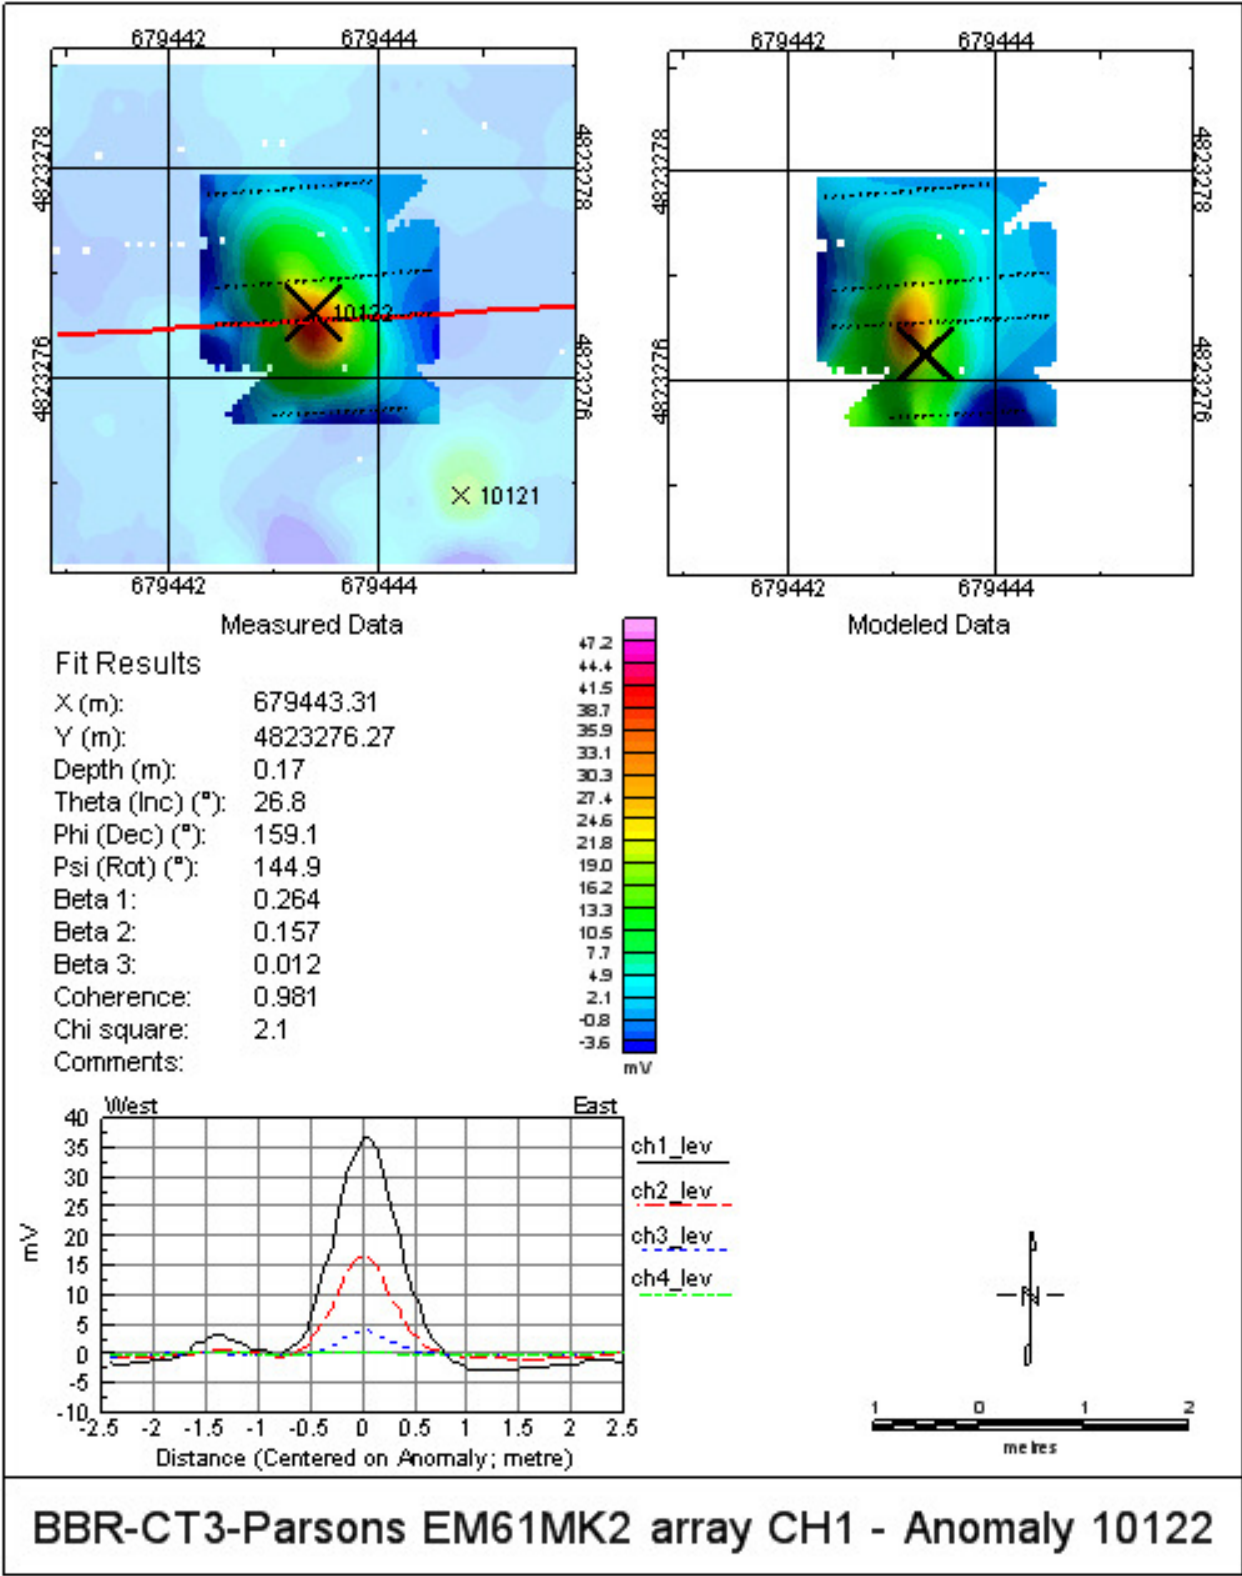 679442 679444
679442 679444
4823278
4823278
4823278
4823278
10122
4823276
4823276
4823276
4823276
10121
679442 679444
679442 679444
Measured Data
Modeled Data
Fit Results
X (m): 679443.31
Y (m): 4823276.27
Depth (m): 0.17
Theta (Inc) (°): 26.8
Phi (Dec) (°): 159.1
Psi (Rot) (°): 144.9
Beta 1: 0.264
Beta 2: 0.157
Beta 3: 0.012
Coherence: 0.981
Chi square: 2.1
Comments:
47.2
44.4
41.5
38.7
35.9
33.1
30.3
27.4
24.6
21.8
19.0
16.2
13.3
10.5
7.7
4.9
2.1
-0.8
-3.6
mV
West East
40
35
30
25
20
15
10
5
0
-5
-10
mV
-2.5 -2 -1.5 -1 -0.5 0 0.5 1 1.5 2 2.5
Distance (Centered on Anomaly; metre)
ch1_lev
ch2_lev
ch3_lev
ch4_lev
N
1 0 1 2
metres
BBR-CT3-Parsons EM61MK2 array CH1 - Anomaly 10122